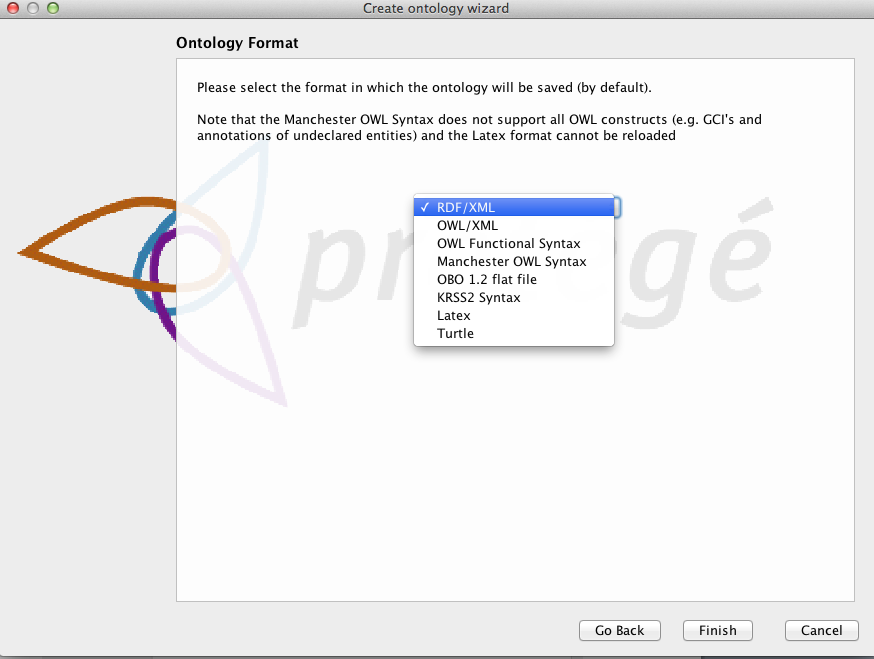 Create ontology wizard
Ontology Format
Please select the format in which the ontology will be saved (by default).
Note that the Manchester OWL Syntax does not support all OWL constructs (e.g. GCI's and
annotations of undeclared entities) and the Latex format cannot be reloaded
✓ RDF/XML
OWL/XML
OWL Functional Syntax
Manchester OWL Syntax
OBO 1.2 flat file
KRSS2 Syntax
Latex
Turtle
Go Back Finish Cancel